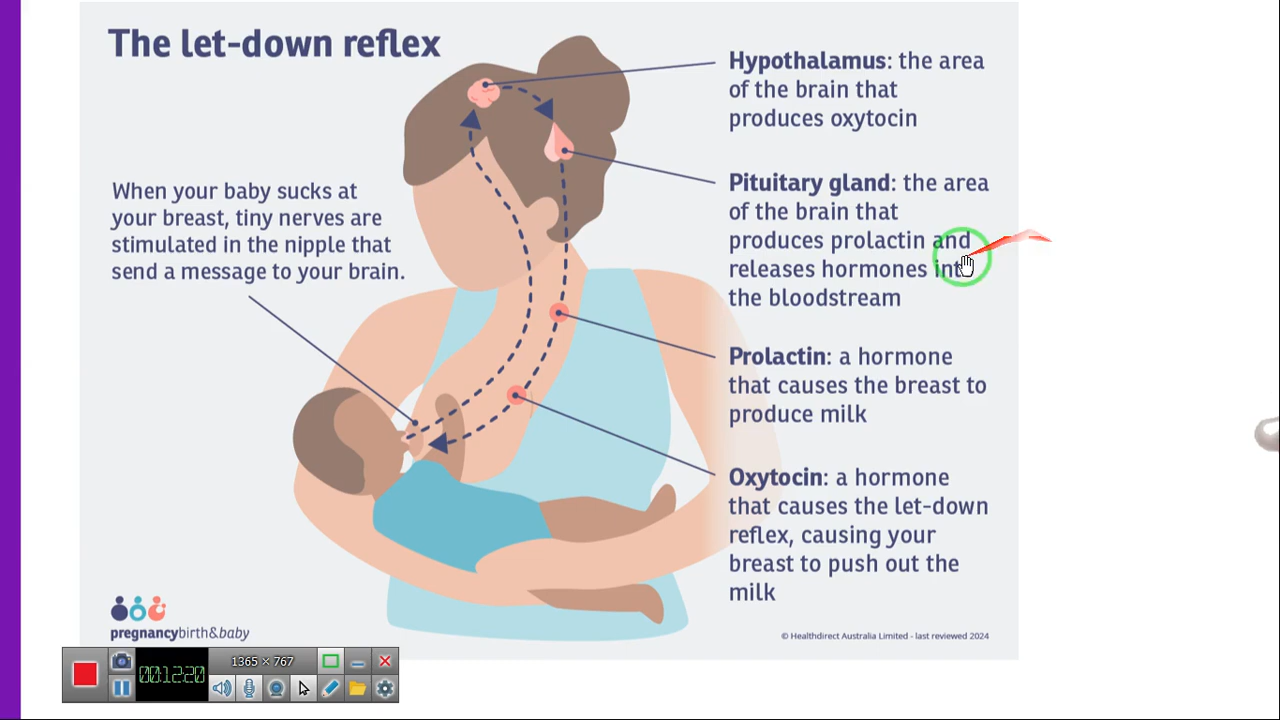 The let-down reflex
When your baby sucks at
your breast, tiny nerves are
stimulated in the nipple that
send a message to your brain.
Hypothalamus: the area
of the brain that
produces oxytocin
Pituitary gland: the area
of the brain that
produces prolactin and
releases hormones into
the bloodstream
Prolactin: a hormone
that causes the breast to
produce milk
Oxytocin: a hormone
that causes the let-down
reflex, causing your
breast to push out the
milk
pregnancybirth&baby
© Healthdirect Australia Limited - last reviewed 2024
1365 × 767
00:12:20